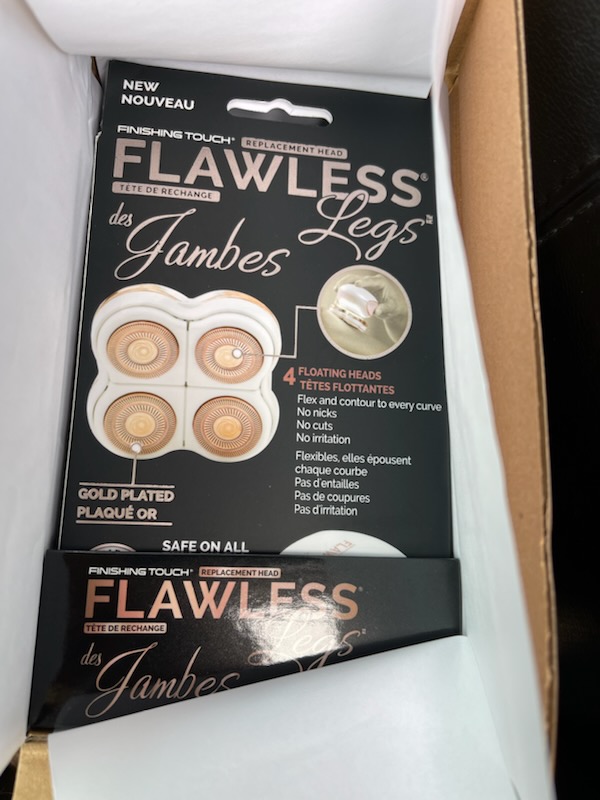 NEW
NOUVEAU
FINISHING TOUCH® REPLACEMENT HEAD
FLAWLESS®
TÊTE DE RECHANGE
Legs
des Jambes
4 FLOATING HEADS
TÊTES FLOTTANTES
Flex and contour to every curve
No nicks
No cuts
No irritation
Flexibles, elles épousent
chaque courbe
Pas d'entailles
Pas de coupures
Pas d'irritation
GOLD PLATED
PLAQUÉ OR
SAFE ON ALL
FINISHING TOUCH® REPLACEMENT HEAD
FLAWLESS®
TÊTE DE RECHANGE
Legs
des Jambes